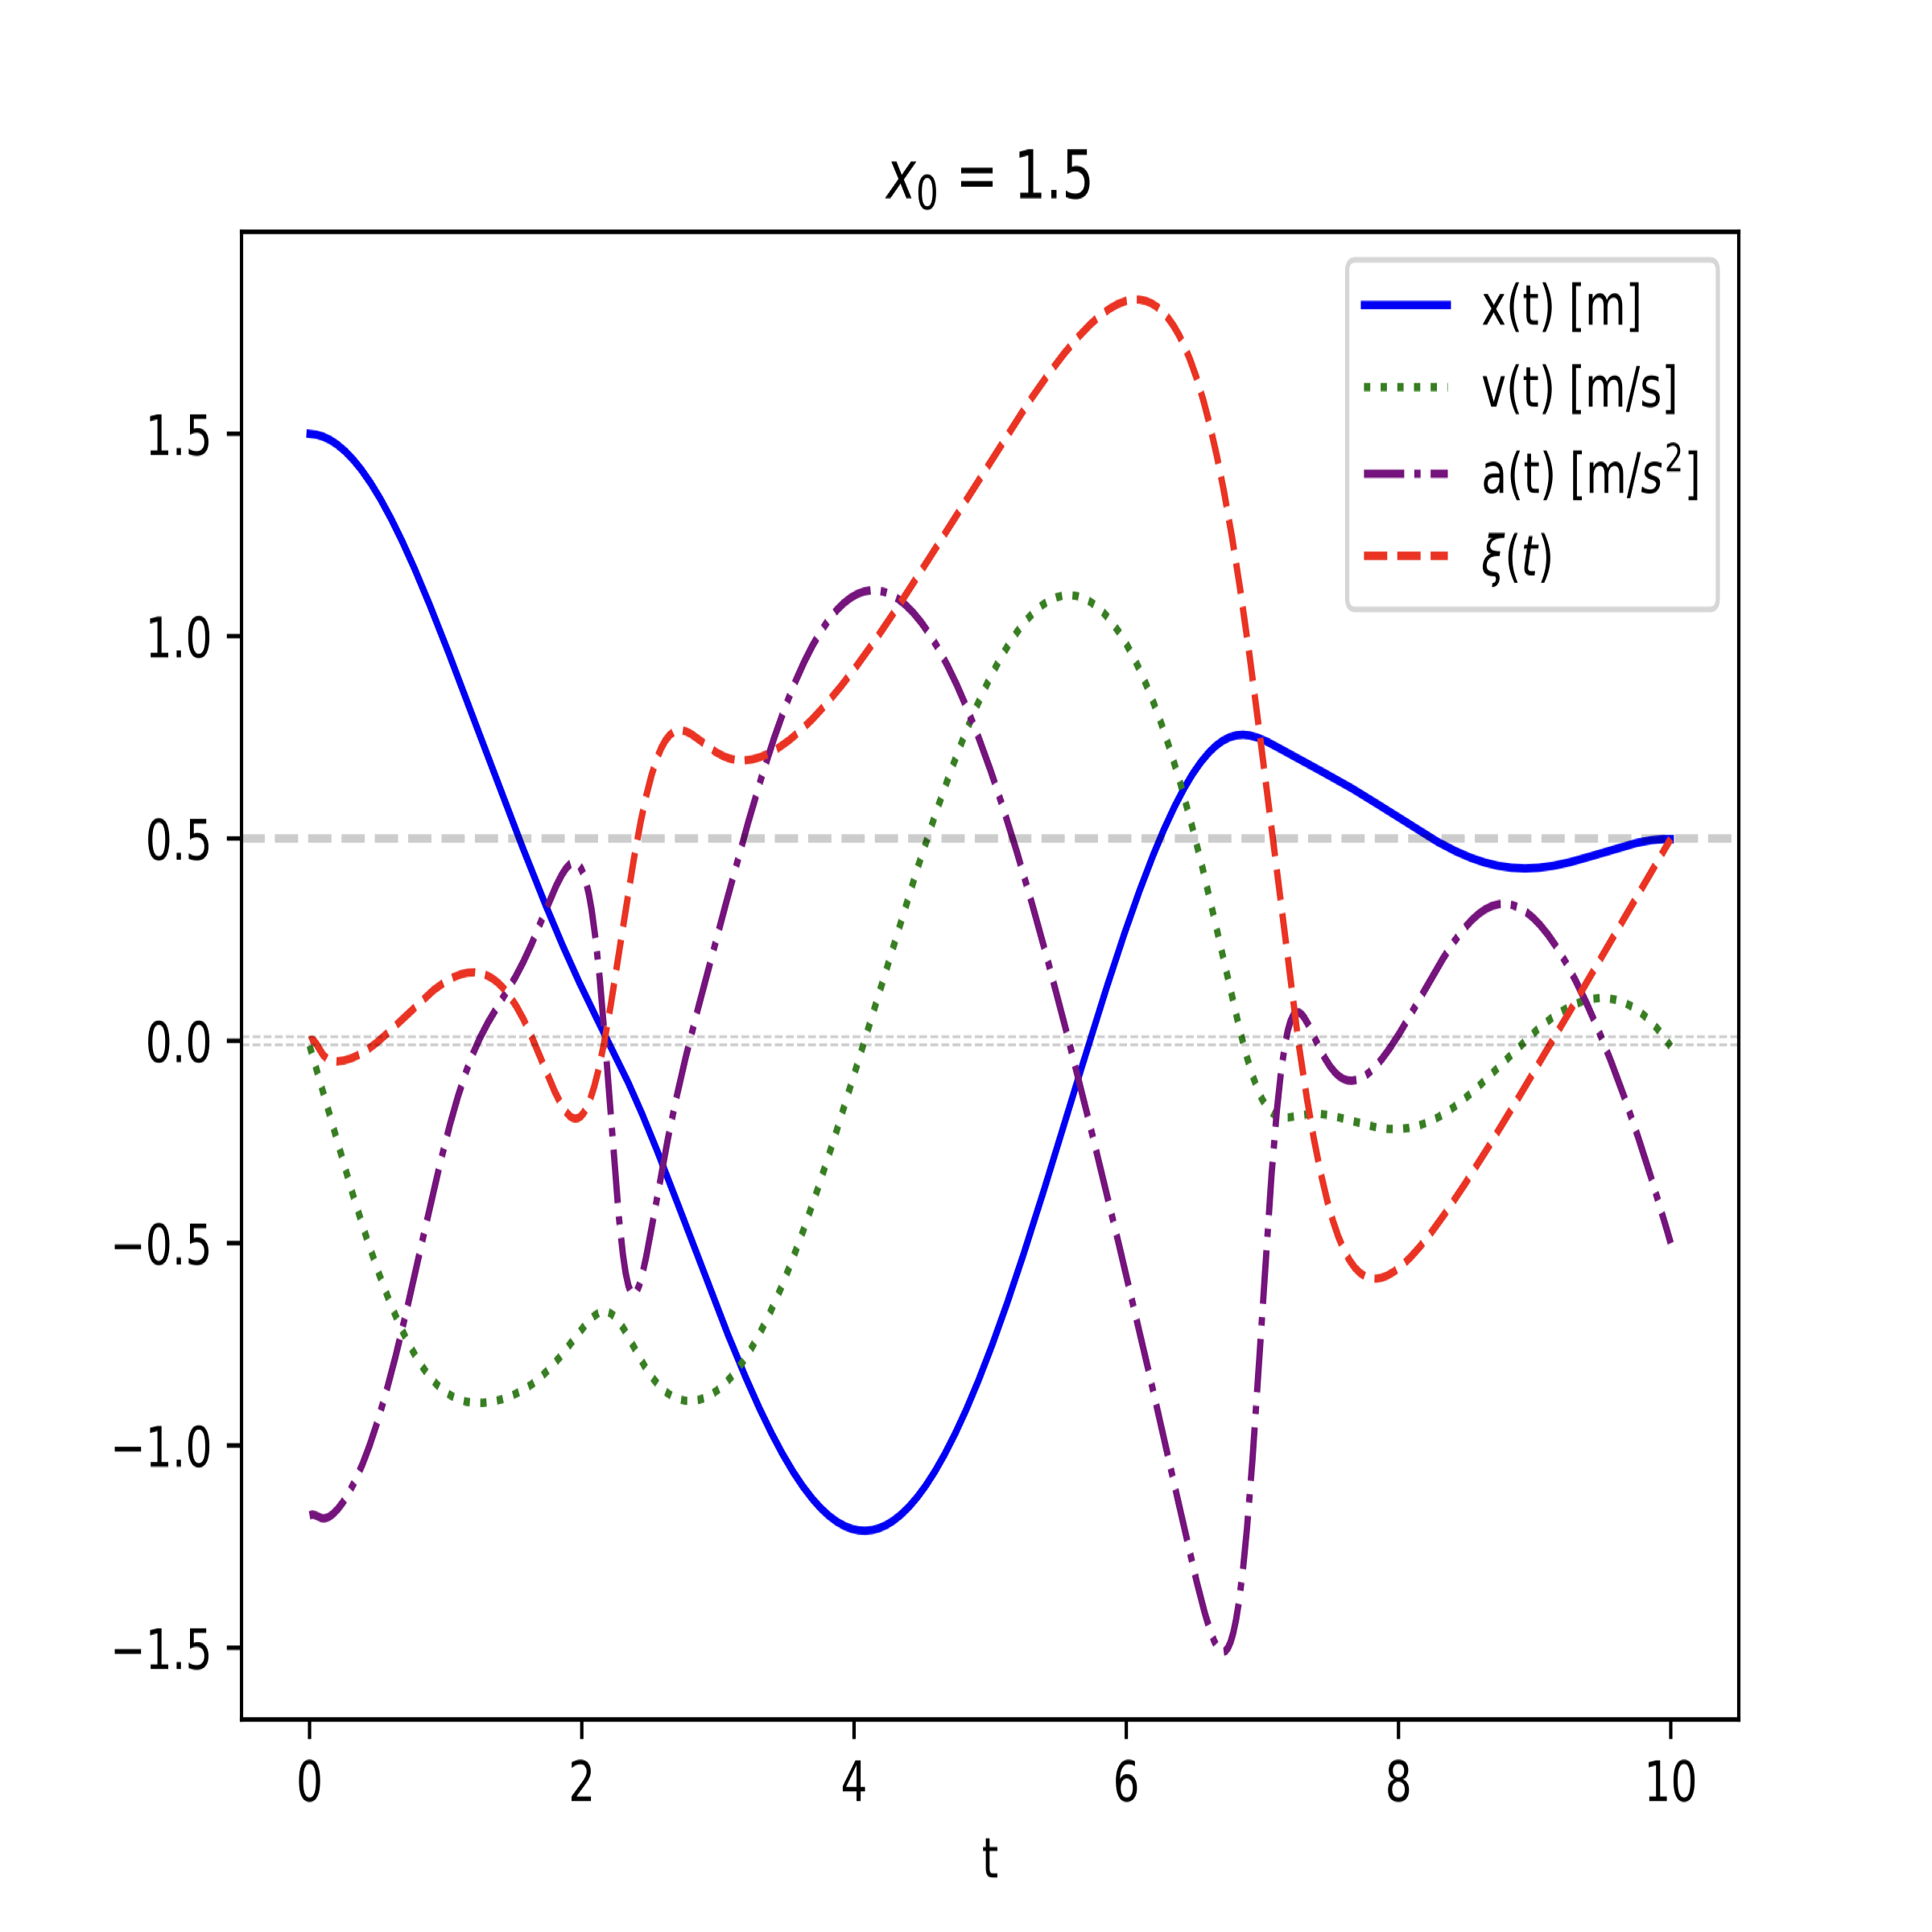 x₀ = 1.5
x(t) [m]
v(t) [m/s]
a(t) [m/s²]
ξ(t)
1.5
1.0
0.5
0.0
−0.5
−1.0
−1.5
0 2 4 6 8 10
t